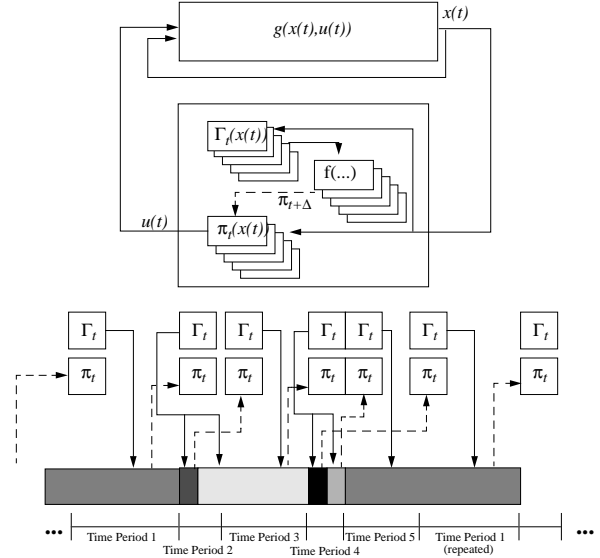 x(t)
g(x(t),u(t))
Γt(x(t))
f(...)
πt+Δ
u(t)
πt(x(t))
Γt Γt Γt Γt Γt Γt Γt
πt πt πt πt πt πt πt
••• Time Period 1 Time Period 3 Time Period 5 Time Period 1 •••
Time Period 2 Time Period 4 (repeated)